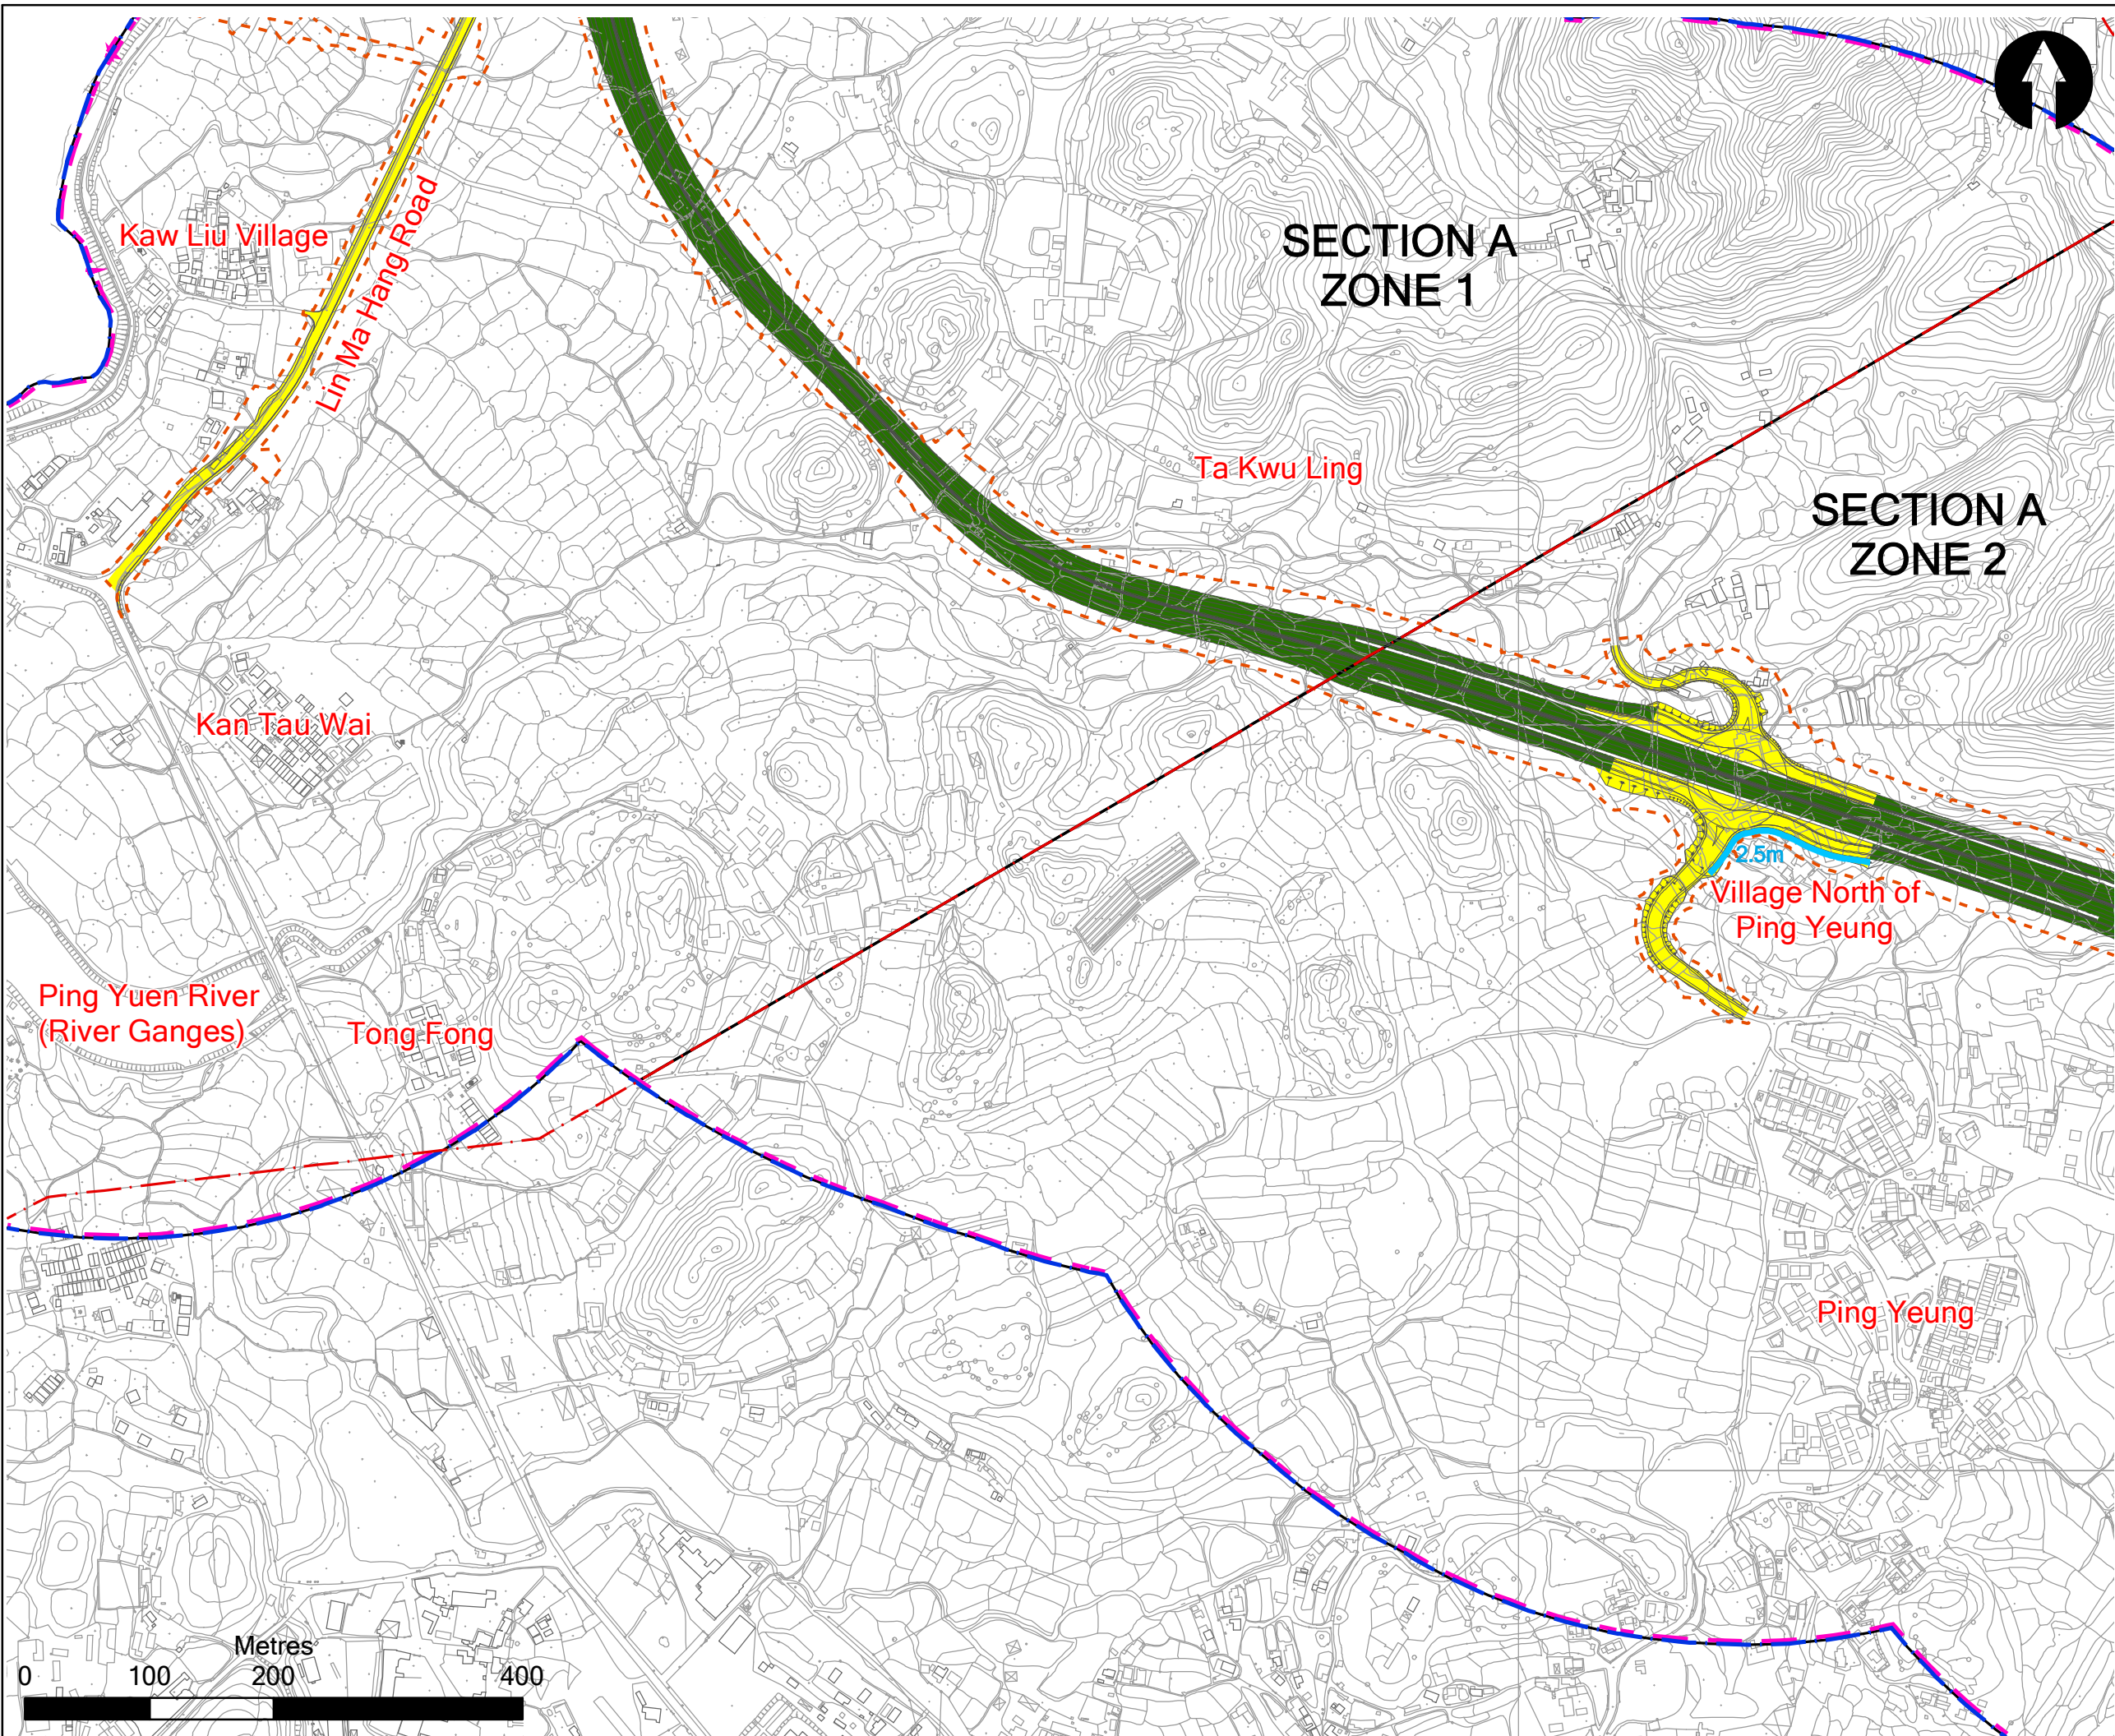 Kaw Liu Village
Lin Ma Hang Road
SECTION A
ZONE 1
Ta Kwu Ling
SECTION A
ZONE 2
Kan Tau Wai
2.5m
Village North of
Ping Yeung
Ping Yuen River
(River Ganges)
Tong Fong
Ping Yeung
Metres
0 100 200 400